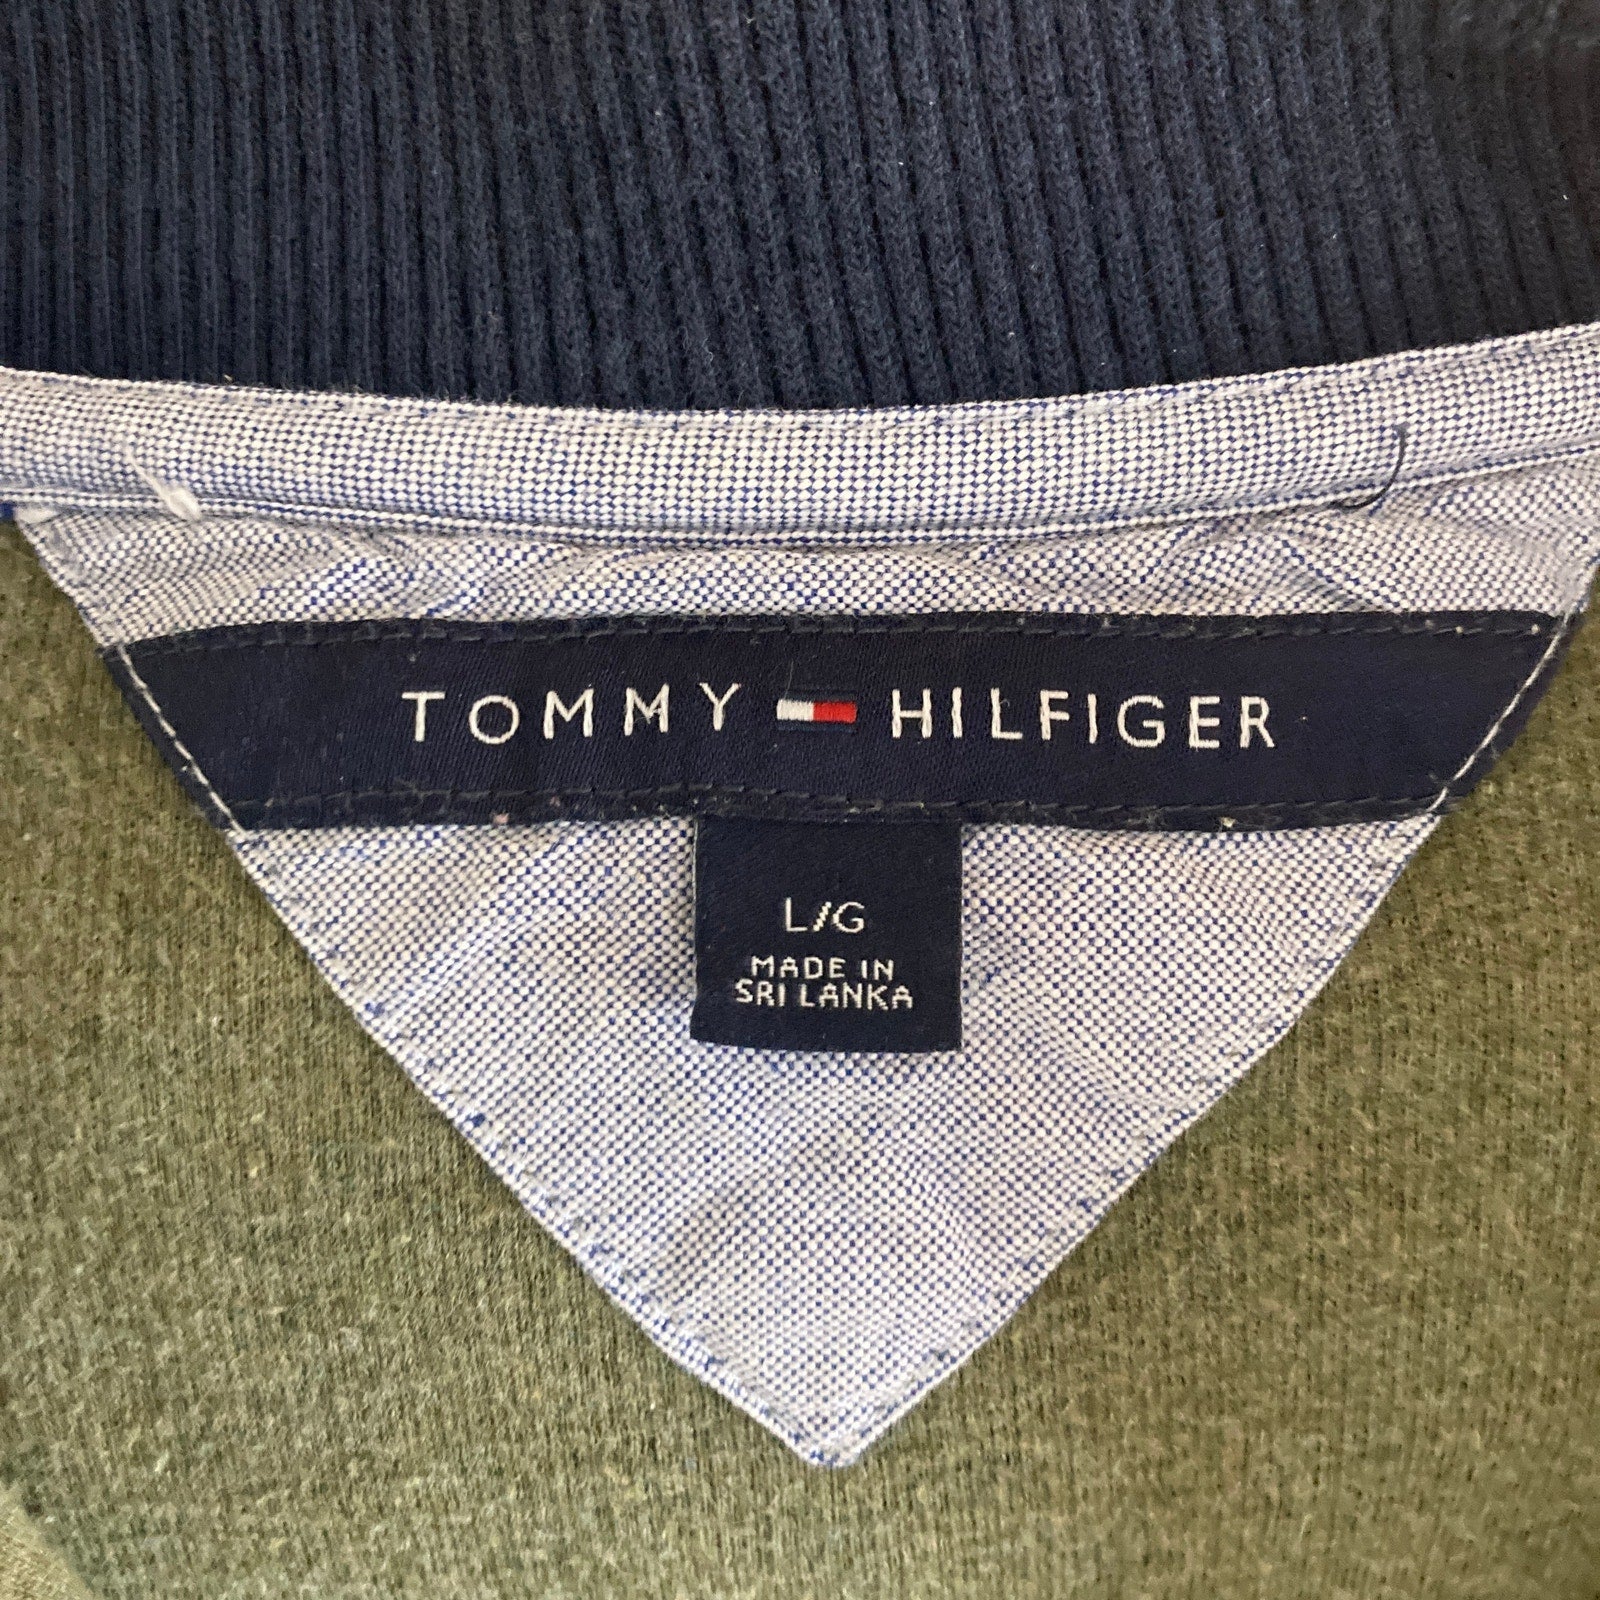 TOMMY HILFIGER
L/G
MADE IN
SRI LANKA